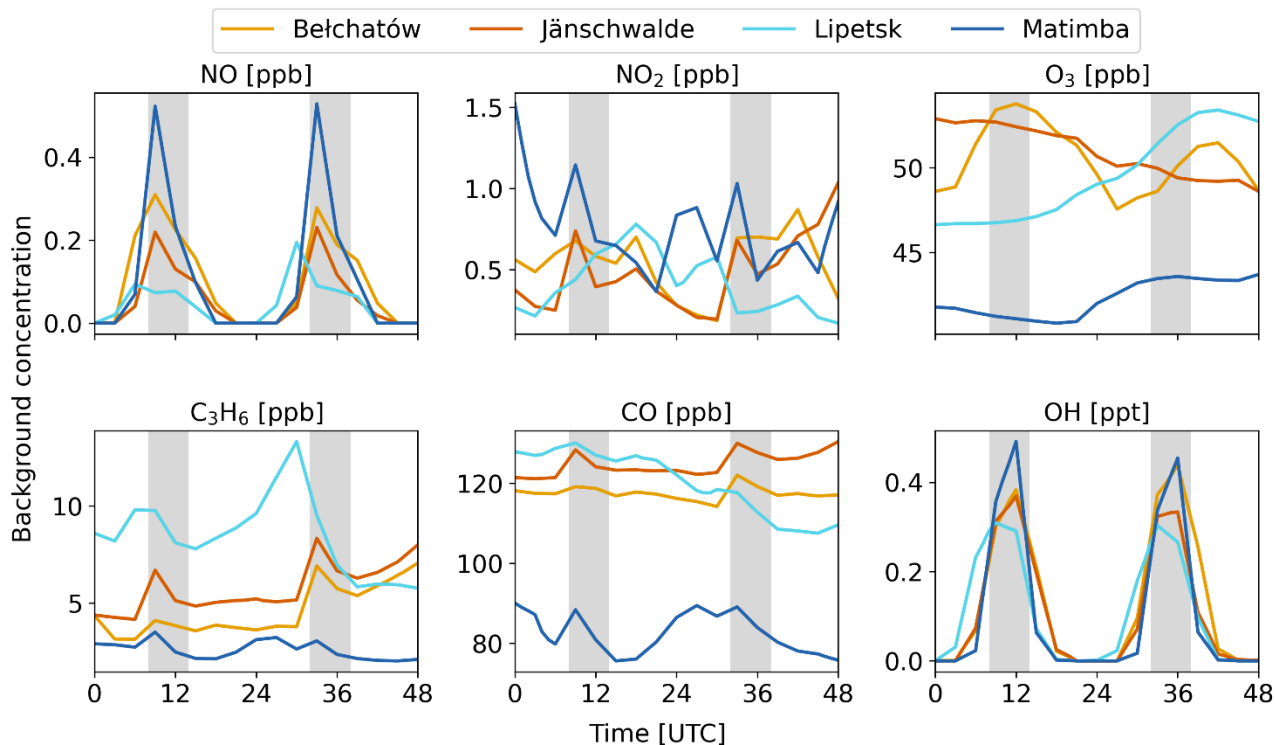 Bełchatów Jänschwalde Lipetsk Matimba
NO [ppb] NO₂ [ppb] O₃ [ppb]
0.4
0.2
0.0
1.5
1.0
0.5
50
45
Background concentration
C₃H₆ [ppb] CO [ppb] OH [ppt]
10
5
120
100
80
0.4
0.2
0.0
0 12 24 36 48 0 12 24 36 48 0 12 24 36 48
Time [UTC]